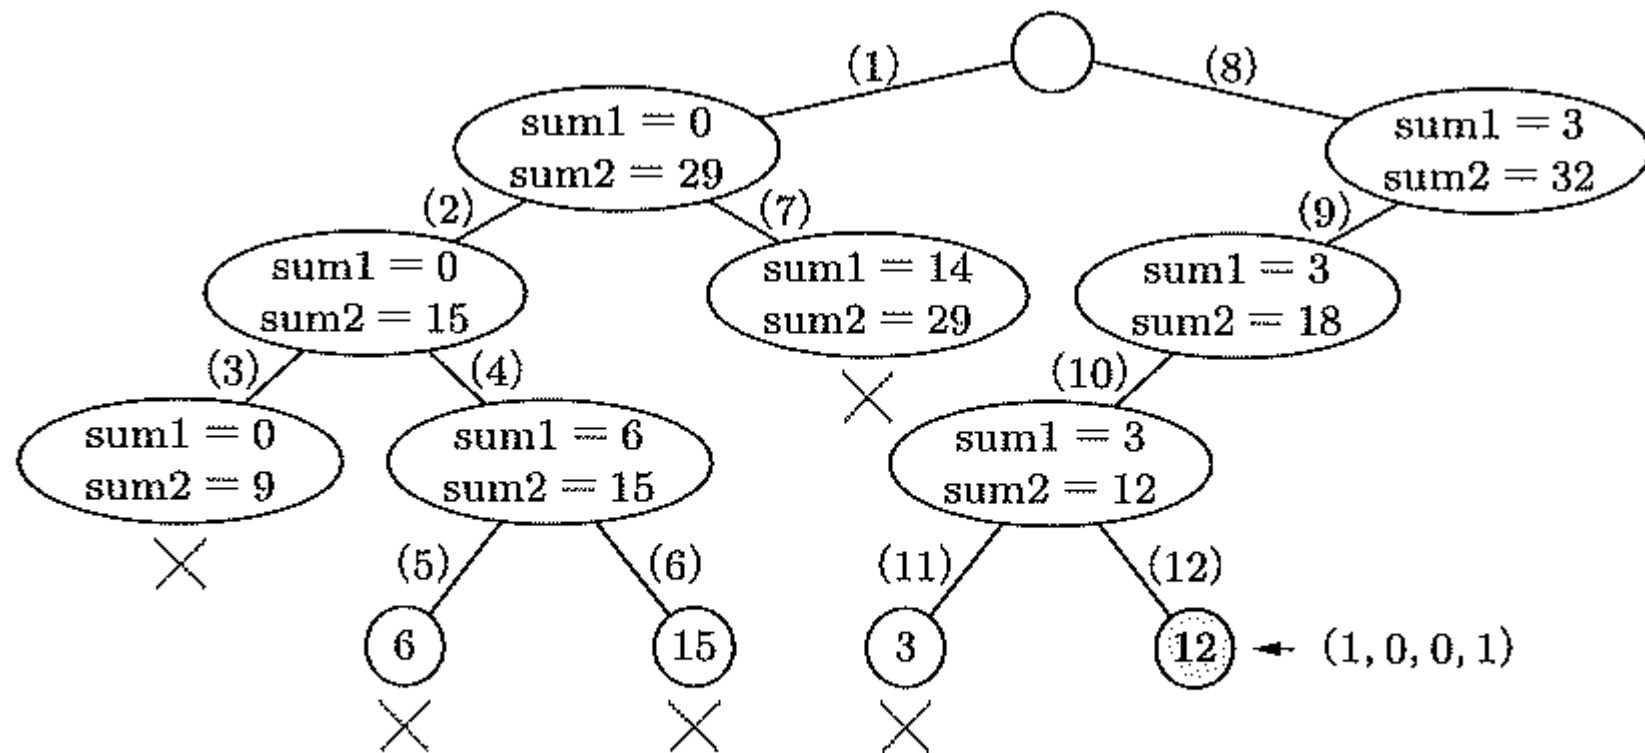 (1) (8)
sum1 = 0
sum2 = 29
sum1 = 3
sum2 = 32
(2) (7) (9)
sum1 = 0
sum2 = 15
sum1 = 14
sum2 = 29
sum1 = 3
sum2 = 18
(3) (4) (10)
sum1 = 0
sum2 = 9
sum1 = 6
sum2 = 15
sum1 = 3
sum2 = 12
(5) (6) (11) (12)
6 15 3 12 (1, 0, 0, 1)